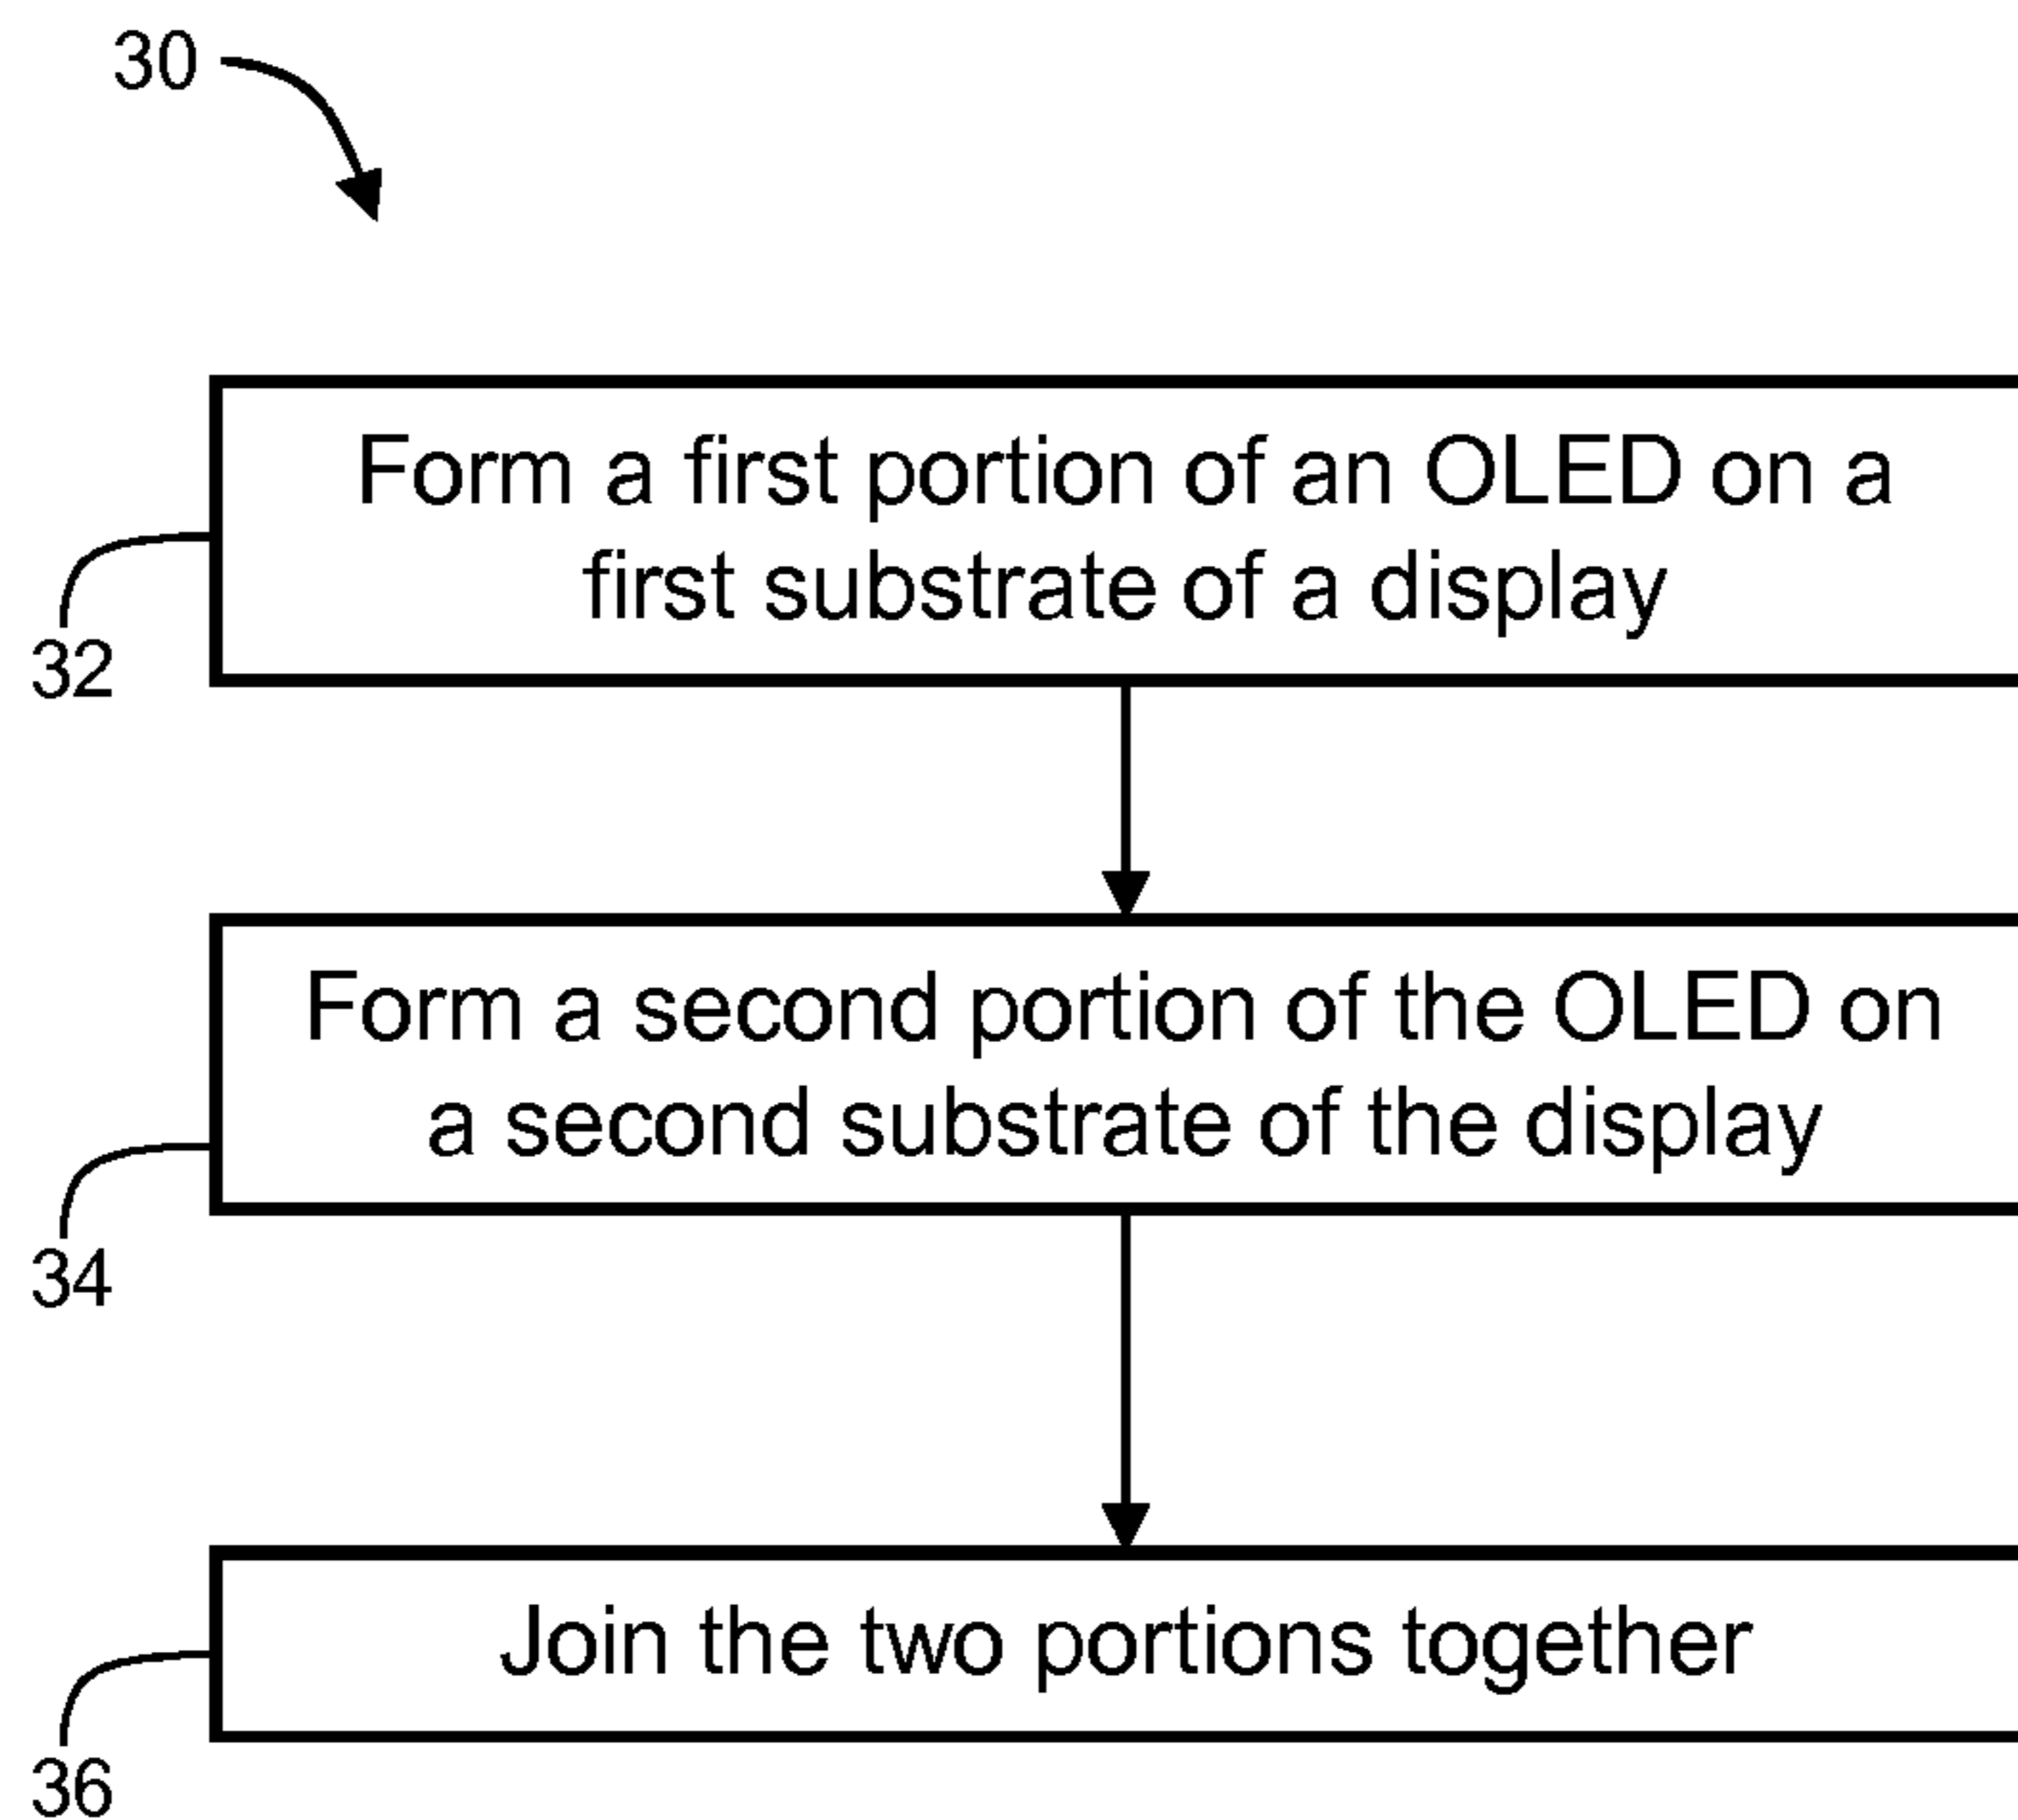 30
Form a first portion of an OLED on a
first substrate of a display
32
Form a second portion of the OLED on
a second substrate of the display
34
Join the two portions together
36